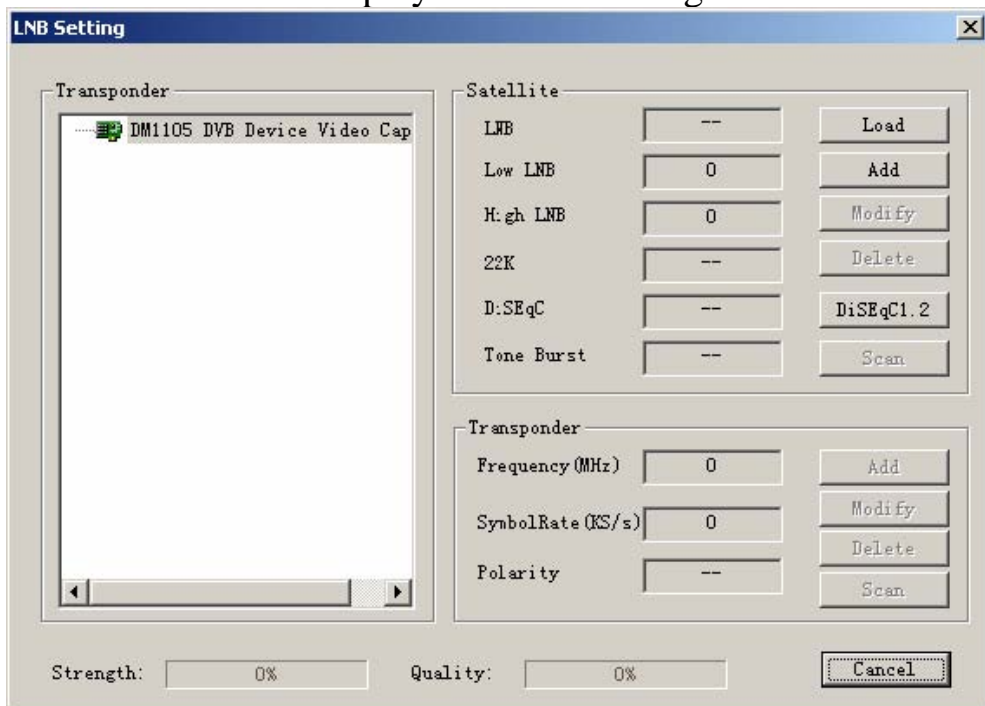 LNB Setting
Transponder
DM1105 DVB Device Video Cap
Satellite
LNB -- Load
Low LNB 0 Add
High LNB 0 Modify
22K -- Delete
DiSEqC -- DiSEqC1.2
Tone Burst -- Scan
Transponder
Frequency(MHz) 0 Add
SymbolRate(KS/s) 0 Modify
Delete
Polarity -- Scan
Strength: 0% Quality: 0% Cancel